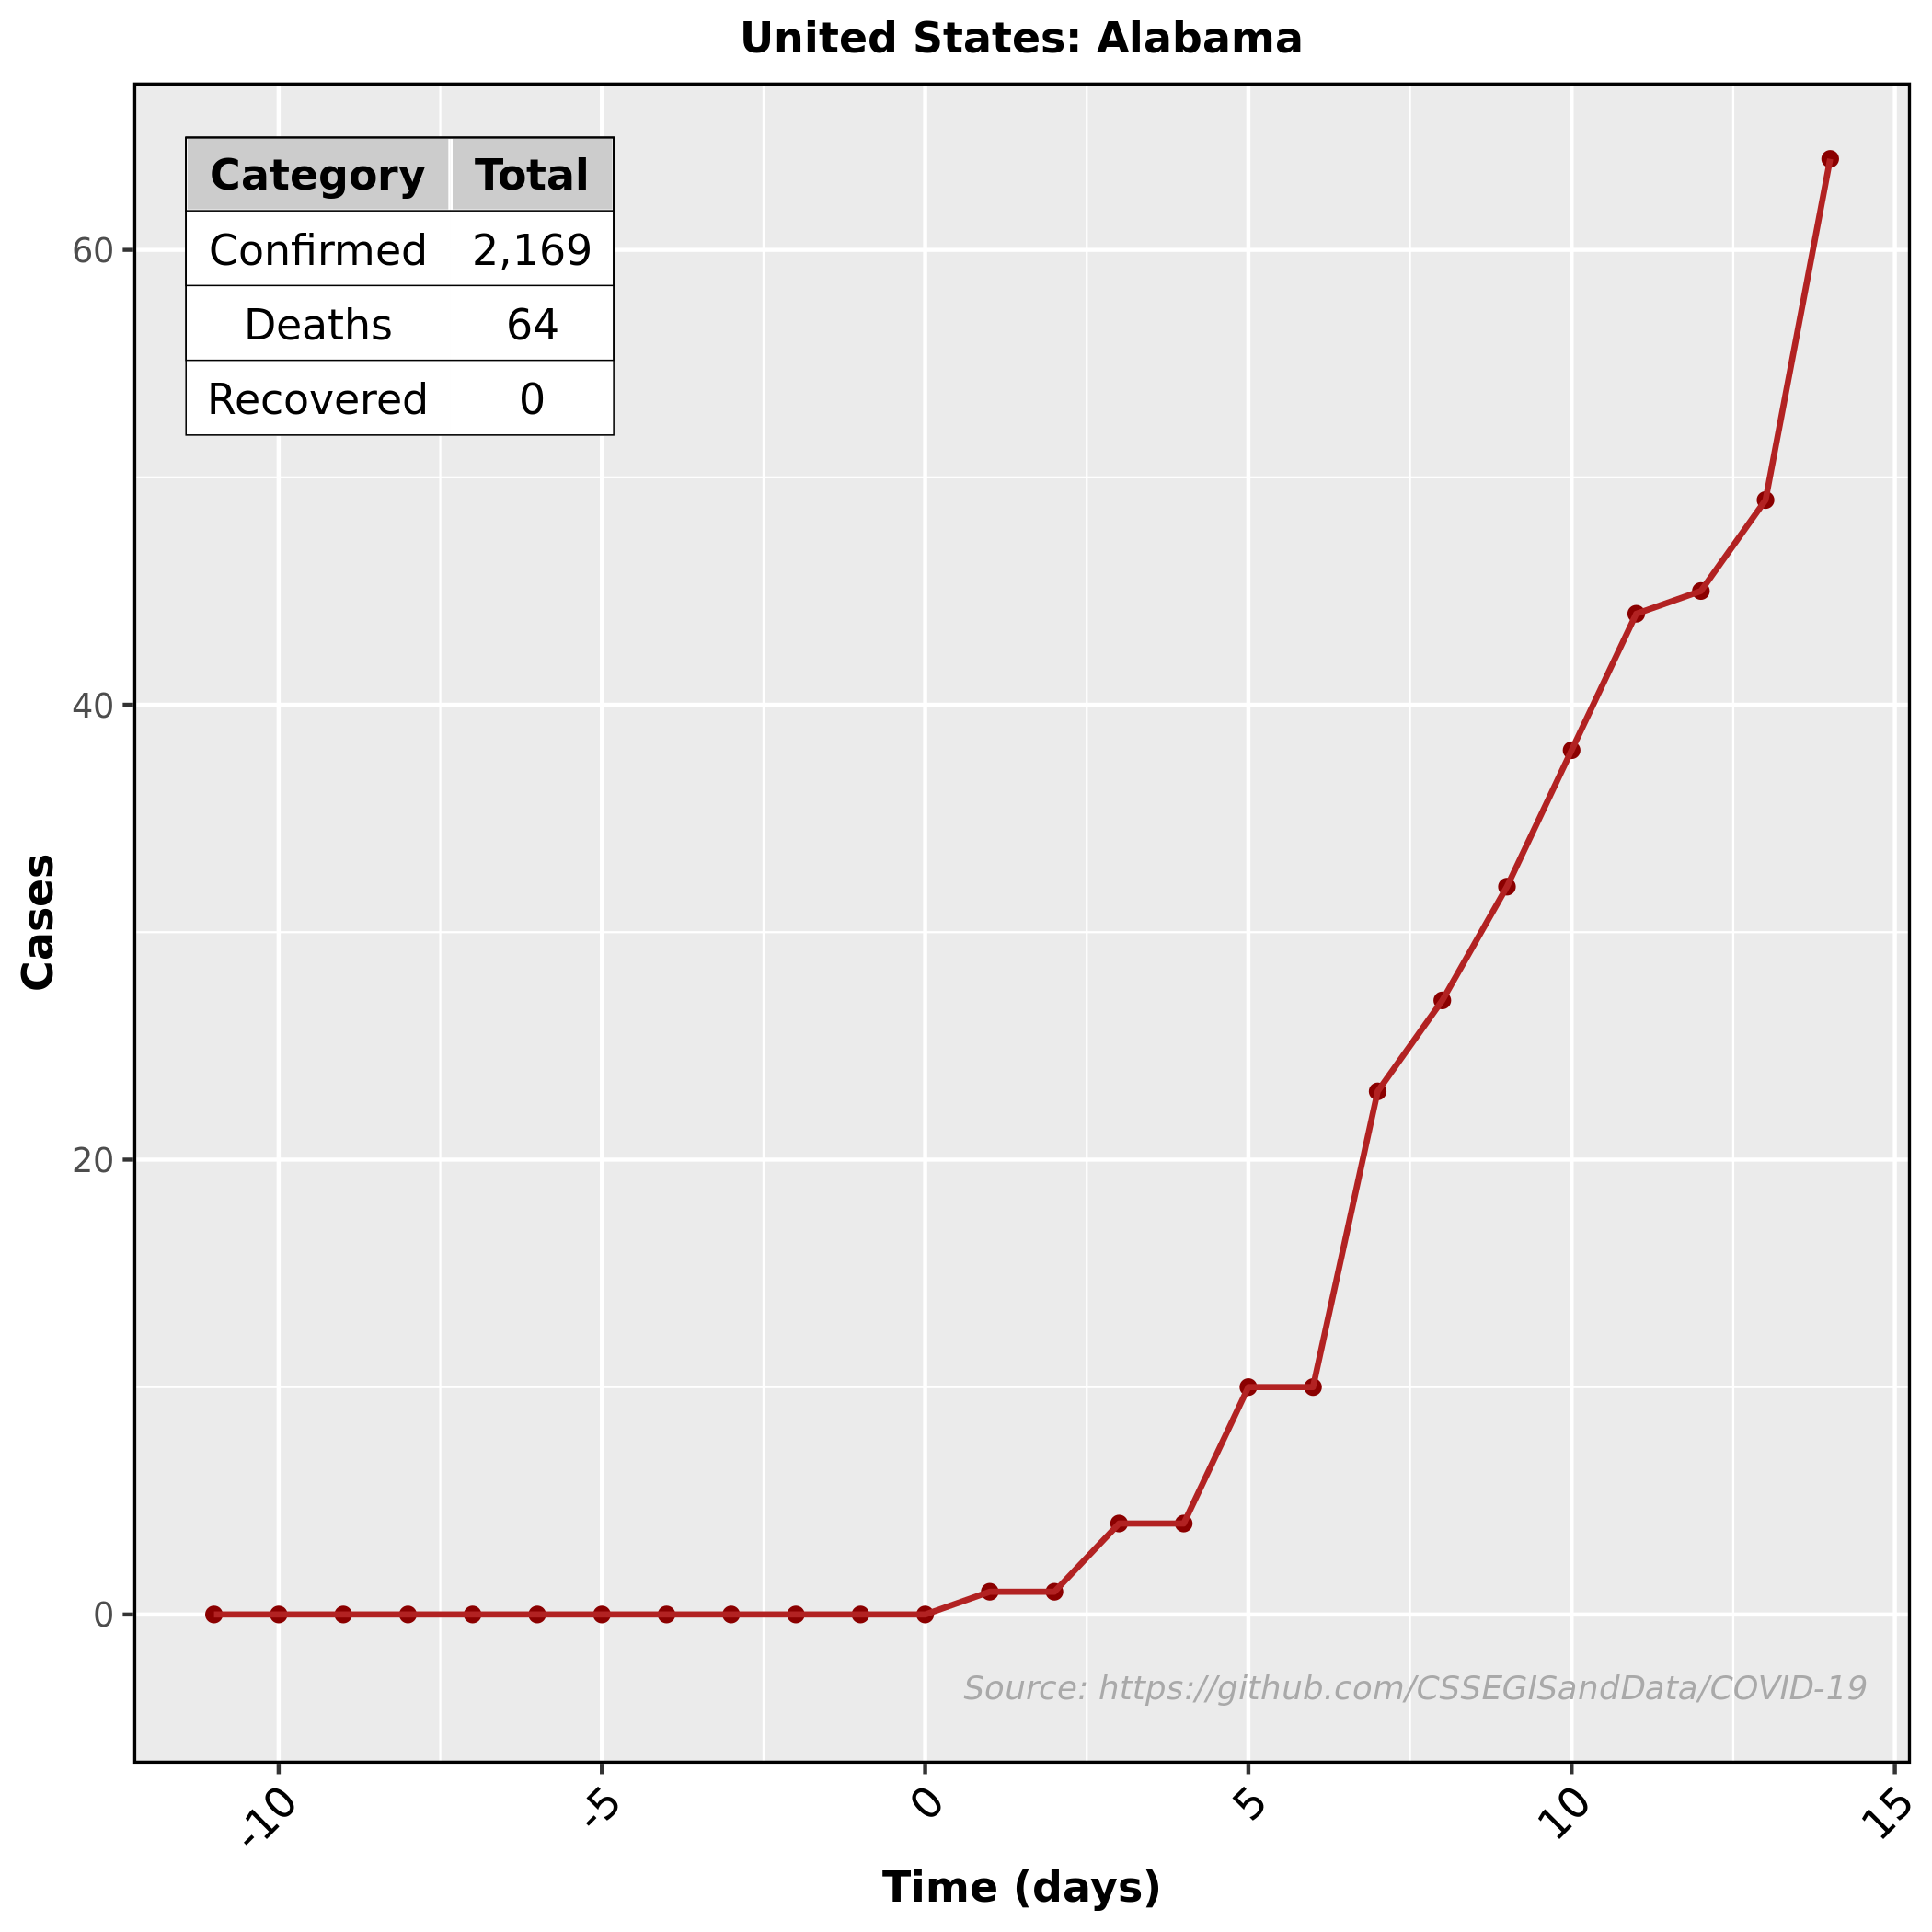 United States: Alabama
Category Total
Confirmed 2,169
Deaths 64
Recovered 0
60
40
20
0
Cases
Source: https://github.com/CSSEGISandData/COVID-19
-10 -5 0 5 10 15
Time (days)